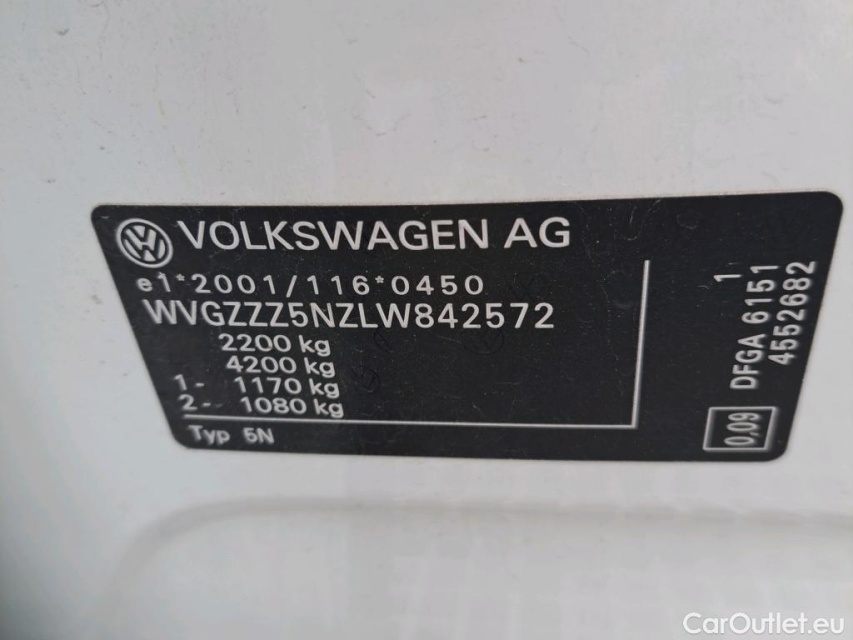 VOLKSWAGEN AG
e1*2001/116*0450
WVGZZZ5NZLW842572
2200 kg
4200 kg
1- 1170 kg
2- 1080 kg
Typ 5N
1
DFGA 6151
4552682
0,09
CarOutlet.eu